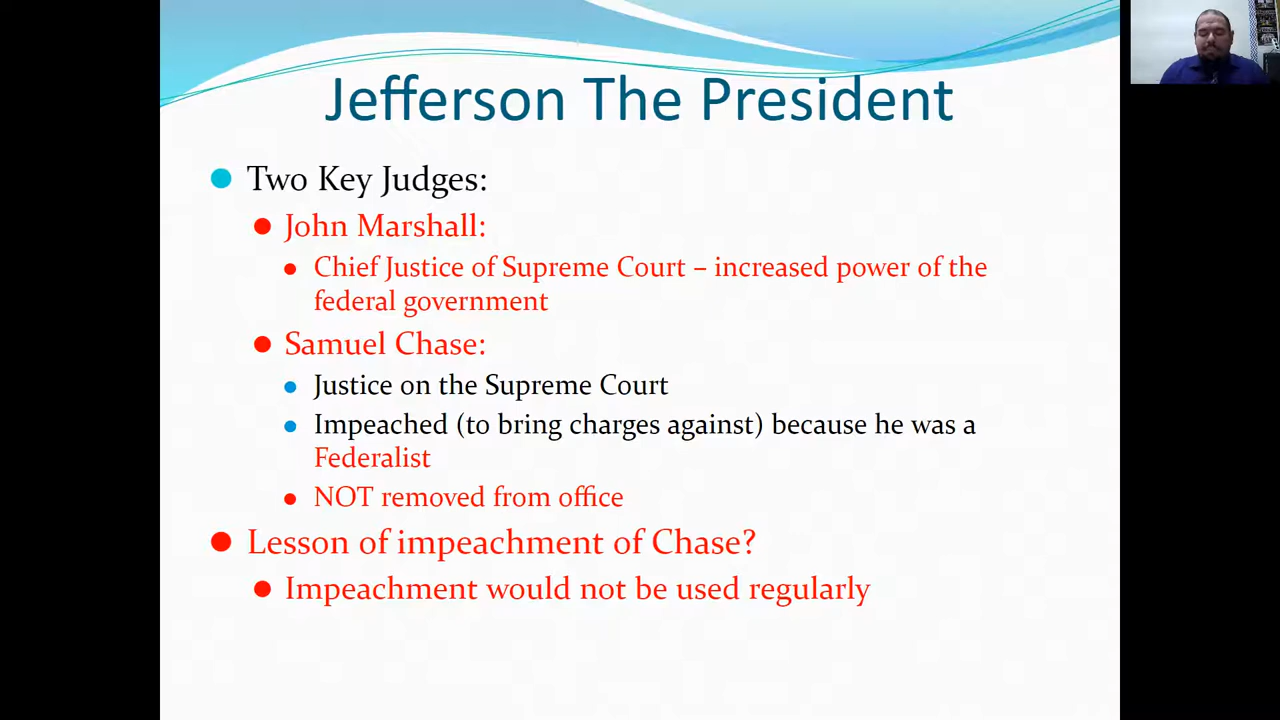 Jefferson The President
Two Key Judges:
John Marshall:
Chief Justice of Supreme Court – increased power of the
federal government
Samuel Chase:
Justice on the Supreme Court
Impeached (to bring charges against) because he was a
Federalist
NOT removed from office
Lesson of impeachment of Chase?
Impeachment would not be used regularly